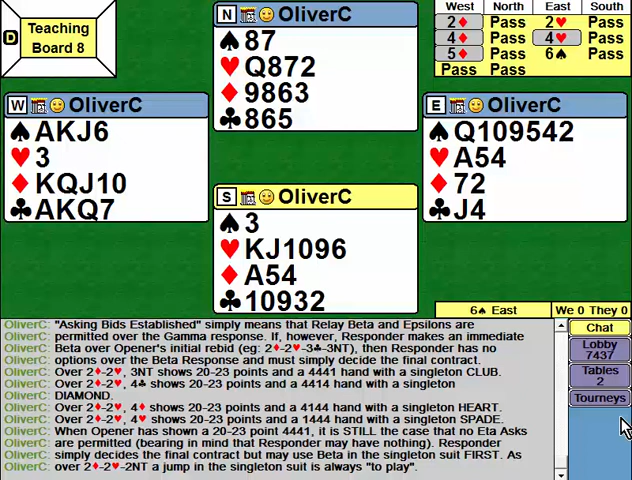 D
Teaching
Board 8
N OliverC
♠ 87
♥ Q872
♦ 9863
♣ 865
West North East South
2♦ Pass 2♥ Pass
4♦ Pass 4♥ Pass
5♦ Pass 6♠ Pass
Pass Pass
W OliverC
♠ AKJ6
♥ 3
♦ KQJ10
♣ AKQ7
E OliverC
♠ Q109542
♥ A54
♦ 72
♣ J4
S OliverC
♠ 3
♥ KJ1096
♦ A54
♣ 10932
6♠ East We 0 They 0
OliverC: "Asking Bids Established" simply means that Relay Beta and Epsilons are
OliverC: permitted over the Gamma response. If, however, Responder makes an immediate
OliverC: Beta over Opener's initial rebid (eg: 2♦-2♥-3♣-3NT), then Responder has no
OliverC: options over the Beta Response and must simply decide the final contract.
OliverC: Over 2♦-2♥, 3NT shows 20-23 points and a 4441 hand with a singleton CLUB.
OliverC: Over 2♦-2♥, 4♣ shows 20-23 points and a 4414 hand with a singleton
OliverC: DIAMOND.
OliverC: Over 2♦-2♥, 4♦ shows 20-23 points and a 4144 hand with a singleton HEART.
OliverC: Over 2♦-2♥, 4♥ shows 20-23 points and a 1444 hand with a singleton SPADE.
OliverC: When Opener has shown a 20-23 point 4441, it is STILL the case that no Eta Asks
OliverC: are permitted (bearing in mind that Responder may have nothing). Responder
OliverC: simply decides the final contract but may use Beta in the singleton suit FIRST. As
OliverC: over 2♦-2♥-2NT a jump in the singleton suit is always "to play".
Chat
Lobby
7437
Tables
2
Tourneys